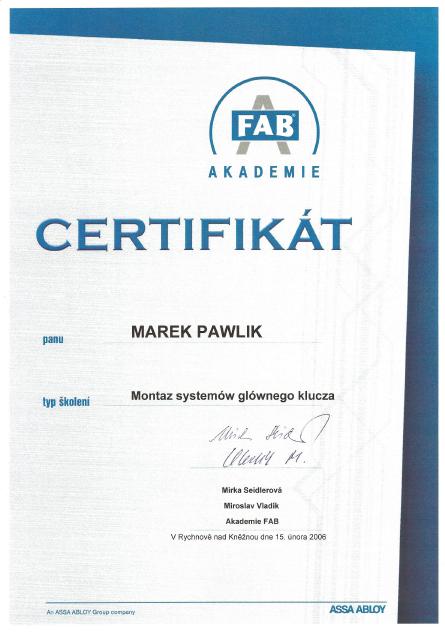 FAB
AKADEMIE
CERTIFIKÁT
panu MAREK PAWLIK
typ školení Montaz systemów glównego klucza
Mirka Seidlerová
Miroslav Vladik
Akademie FAB
V Rychnově nad Kněžnou dne 15. února 2006
An ASSA ABLOY Group company ASSA ABLOY